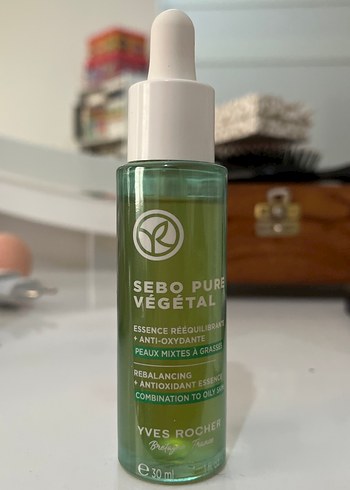 SEBO PURE
VÉGÉTAL
ESSENCE RÉÉQUILIBRANTE
+ ANTI-OXYDANTE
PEAUX MIXTES À GRASSES
REBALANCING
+ ANTIOXIDANT ESSENCE
COMBINATION TO OILY SKIN
YVES ROCHER
℮ 30 ml